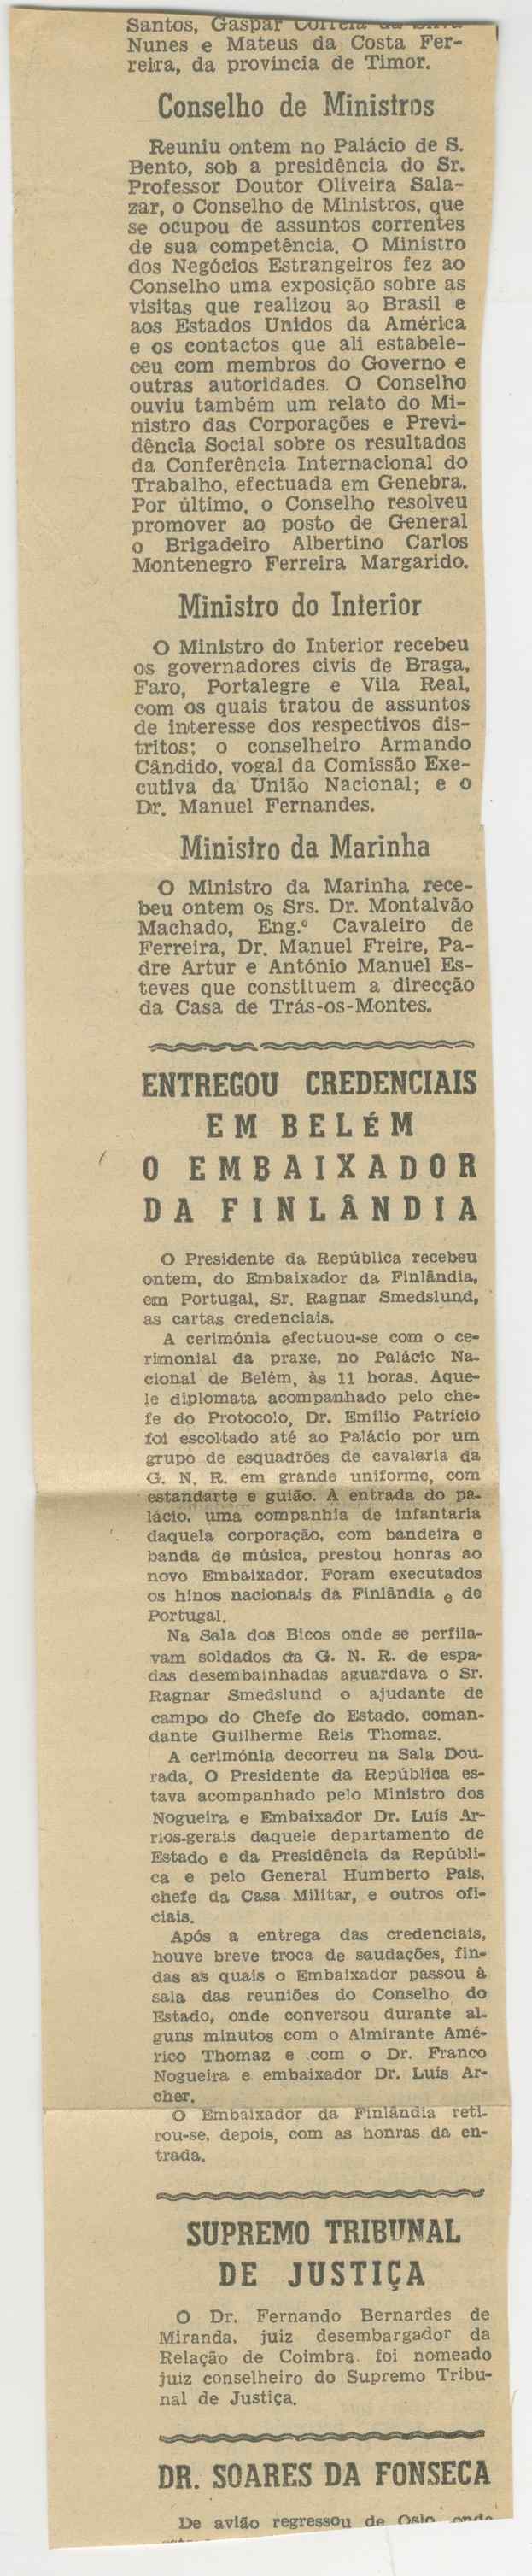 Santos, Gaspar Correia da Silva
Nunes e Mateus da Costa Fer-
reira, da província de Timor.
Conselho de Ministros
Reuniu ontem no Palácio de S.
Bento, sob a presidência do Sr.
Professor Doutor Oliveira Sala-
zar, o Conselho de Ministros, que
se ocupou de assuntos correntes
de sua competência. O Ministro
dos Negócios Estrangeiros fez ao
Conselho uma exposição sobre as
visitas que realizou ao Brasil e
aos Estados Unidos da América
e os contactos que ali estabele-
ceu com membros do Governo e
outras autoridades. O Conselho
ouviu também um relato do Mi-
nistro das Corporações e Previ-
dência Social sobre os resultados
da Conferência Internacional do
Trabalho, efectuada em Genebra.
Por último, o Conselho resolveu
promover ao posto de General
o Brigadeiro Albertino Carlos
Montenegro Ferreira Margarido.
Ministro do Interior
O Ministro do Interior recebeu
os governadores civis de Braga,
Faro, Portalegre e Vila Real,
com os quais tratou de assuntos
de interesse dos respectivos dis-
tritos; o conselheiro Armando
Cândido, vogal da Comissão Exe-
cutiva da União Nacional; e o
Dr. Manuel Fernandes.
Ministro da Marinha
O Ministro da Marinha rece-
beu ontem os Srs. Dr. Montalvão
Machado, Eng.º Cavaleiro de
Ferreira, Dr. Manuel Freire, Pa-
dre Artur e António Manuel Es-
teves que constituem a direcção
da Casa de Trás-os-Montes.
ENTREGOU CREDENCIAIS
EM BELÉM
O EMBAIXADOR
DA FINLÂNDIA
O Presidente da República recebeu
ontem, do Embaixador da Finlândia,
em Portugal, Sr. Ragnar Smedslund,
as cartas credenciais.
A cerimónia efectuou-se com o ce-
rimonial da praxe, no Palácio Na-
cional de Belém, às 11 horas. Aque-
le diplomata acompanhado pelo che-
fe do Protocolo, Dr. Emílio Patrício
foi escoltado até ao Palácio por um
grupo de esquadrões de cavalaria da
G. N. R. em grande uniforme, com
estandarte e guião. A entrada do pa-
lácio, uma companhia de infantaria
daquela corporação, com bandeira e
banda de música, prestou honras ao
novo Embaixador. Foram executados
os hinos nacionais da Finlândia e de
Portugal.
Na Sala dos Bicos onde se perfila-
vam soldados da G. N. R. de espa-
das desembainhadas aguardava o Sr.
Ragnar Smedslund o ajudante de
campo do Chefe do Estado, coman-
dante Guilherme Reis Thomaz.
A cerimónia decorreu na Sala Dou-
rada. O Presidente da República es-
tava acompanhado pelo Ministro dos
Nogueira e Embaixador Dr. Luís Ar-
rios-gerais daquele departamento de
Estado e da Presidência da Repúbli-
ca e pelo General Humberto Pais,
chefe da Casa Militar, e outros ofi-
ciais.
Após a entrega das credenciais,
houve breve troca de saudações, fin-
das as quais o Embaixador passou à
sala das reuniões do Conselho do
Estado, onde conversou durante al-
guns minutos com o Almirante Amé-
rico Thomaz e com o Dr. Franco
Nogueira e embaixador Dr. Luís Ar-
cher.
O Embaixador da Finlândia reti-
rou-se, depois, com as honras da en-
trada.
SUPREMO TRIBUNAL
DE JUSTIÇA
O Dr. Fernando Bernardes de
Miranda, juiz desembargador da
Relação de Coimbra. foi nomeado
juiz conselheiro do Supremo Tribu-
nal de Justiça.
DR. SOARES DA FONSECA
De avião regressou de Oslo, onde